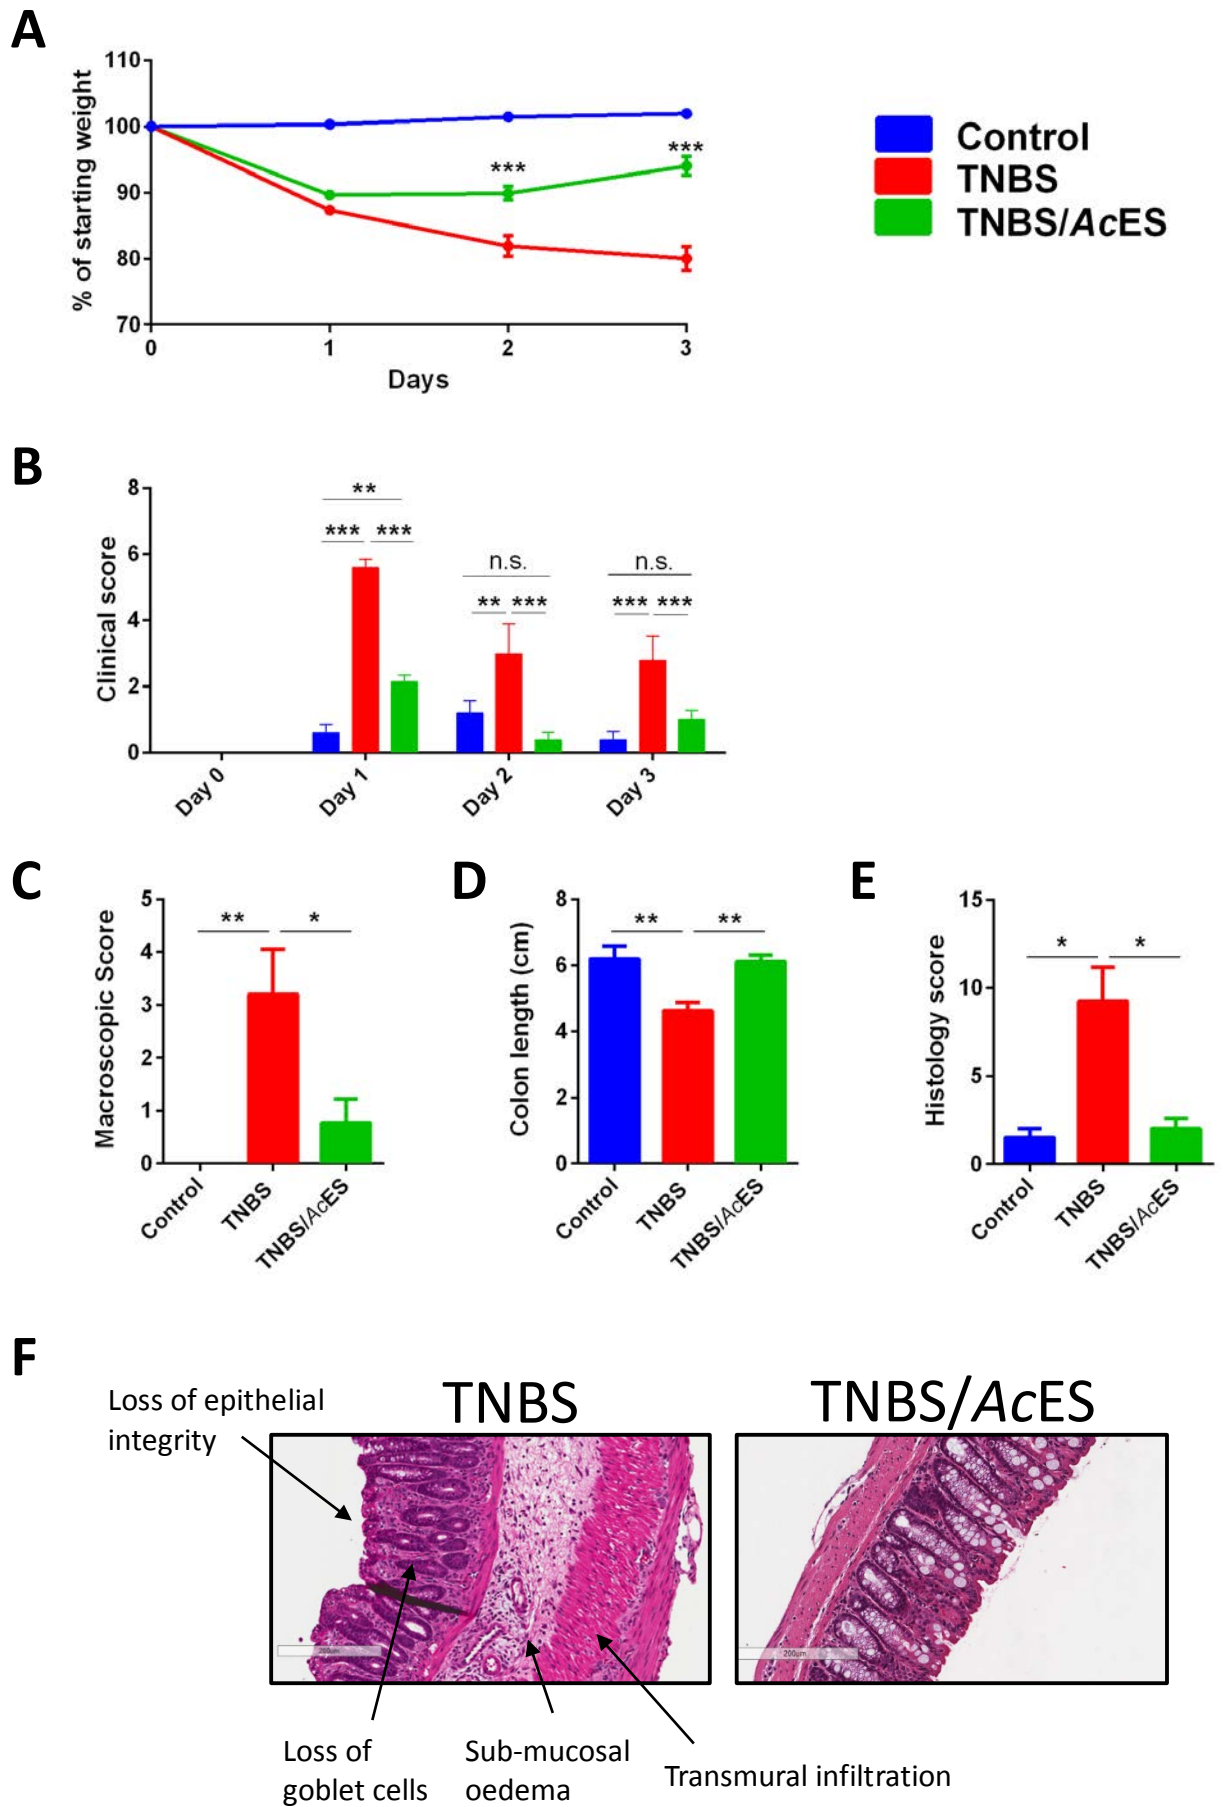 A
110
100
90
80
70
% of starting weight
***
***
0
1
2
3
Days
Control
TNBS
TNBS/AcES
B
8
6
4
2
0
Clinical score
**
*** ***
n.s.
** ***
n.s.
*** ***
Day 0
Day 1
Day 2
Day 3
C
5
4
3
2
1
0
Macroscopic Score
** *
Control
TNBS
TNBS/AcES
D
8
6
4
2
0
Colon length (cm)
** **
Control
TNBS
TNBS/AcES
E
15
10
5
0
Histology score
* *
Control
TNBS
TNBS/AcES
F
Loss of epithelial
integrity
TNBS
TNBS/AcES
200µm
200µm
Loss of
goblet cells
Sub-mucosal
oedema
Transmural infiltration